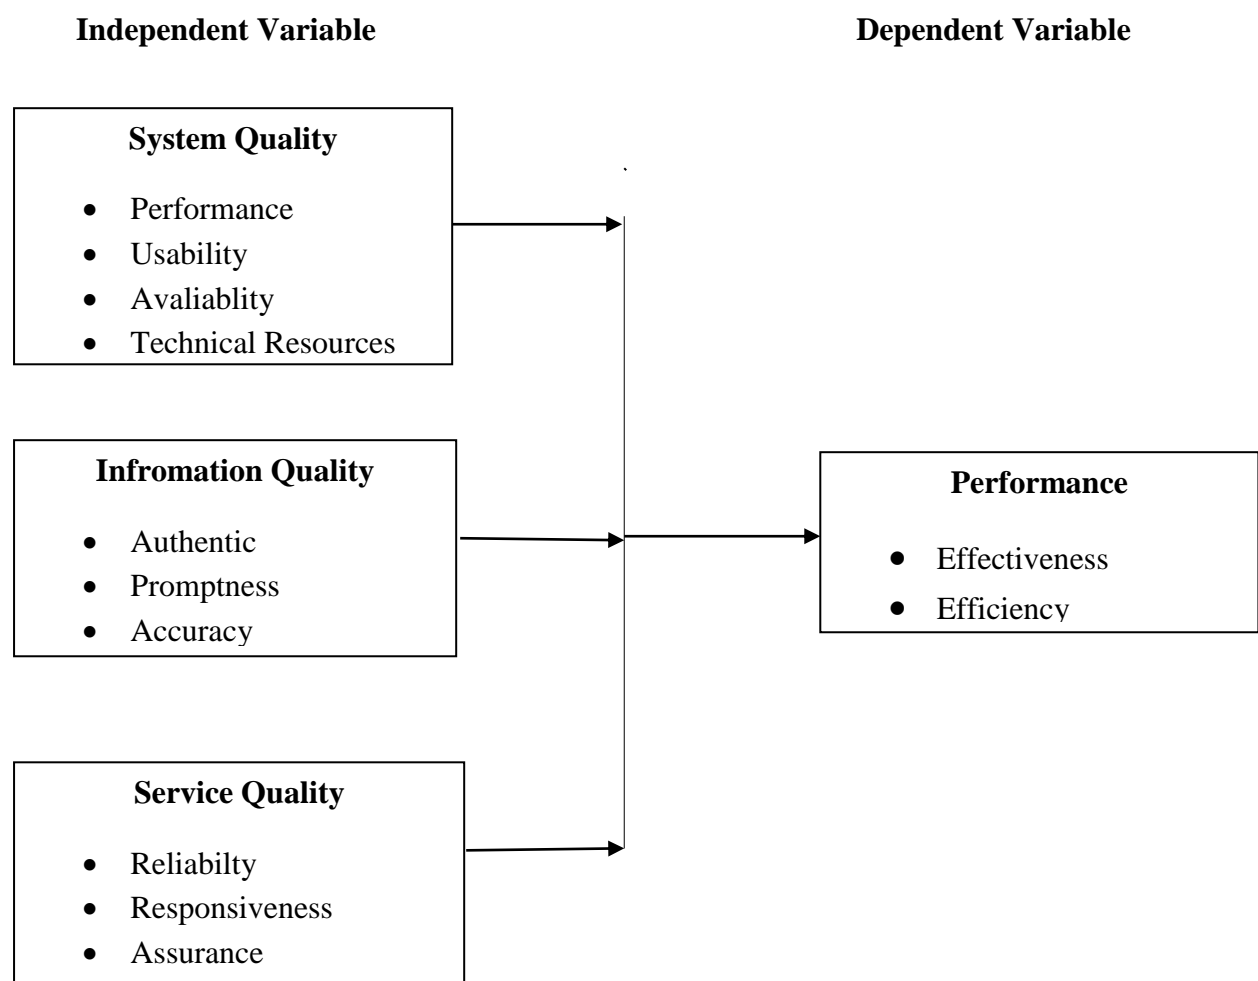 Independent Variable
Dependent Variable
System Quality
• Performance
• Usability
• Avaliablity
• Technical Resources
Infromation Quality
• Authentic
• Promptness
• Accuracy
Performance
• Effectiveness
• Efficiency
Service Quality
• Reliabilty
• Responsiveness
• Assurance